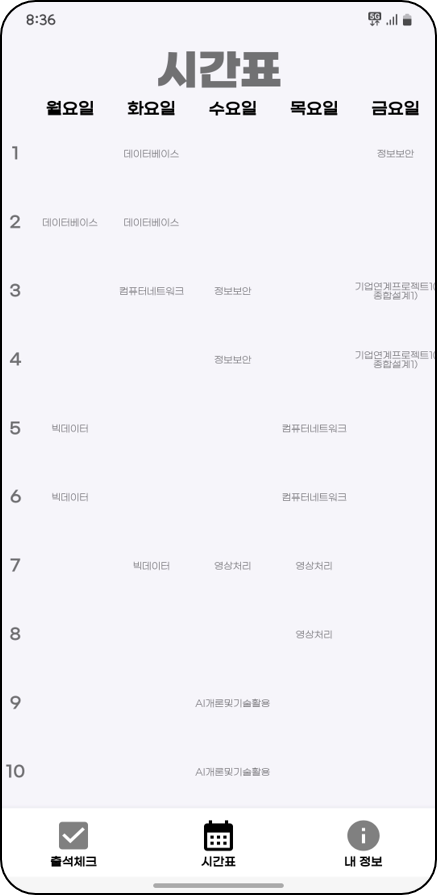 8:36
5G
시간표
월요일 화요일 수요일 목요일 금요일
1 데이터베이스 정보보안
2 데이터베이스 데이터베이스
3 컴퓨터네트워크 정보보안 기업연계프로젝트1(
종합설계1)
4 정보보안 기업연계프로젝트1(
종합설계1)
5 빅데이터 컴퓨터네트워크
6 빅데이터 컴퓨터네트워크
7 빅데이터 영상처리 영상처리
8 영상처리
9 AI개론및기술활용
10 AI개론및기술활용
출석체크 시간표 내 정보